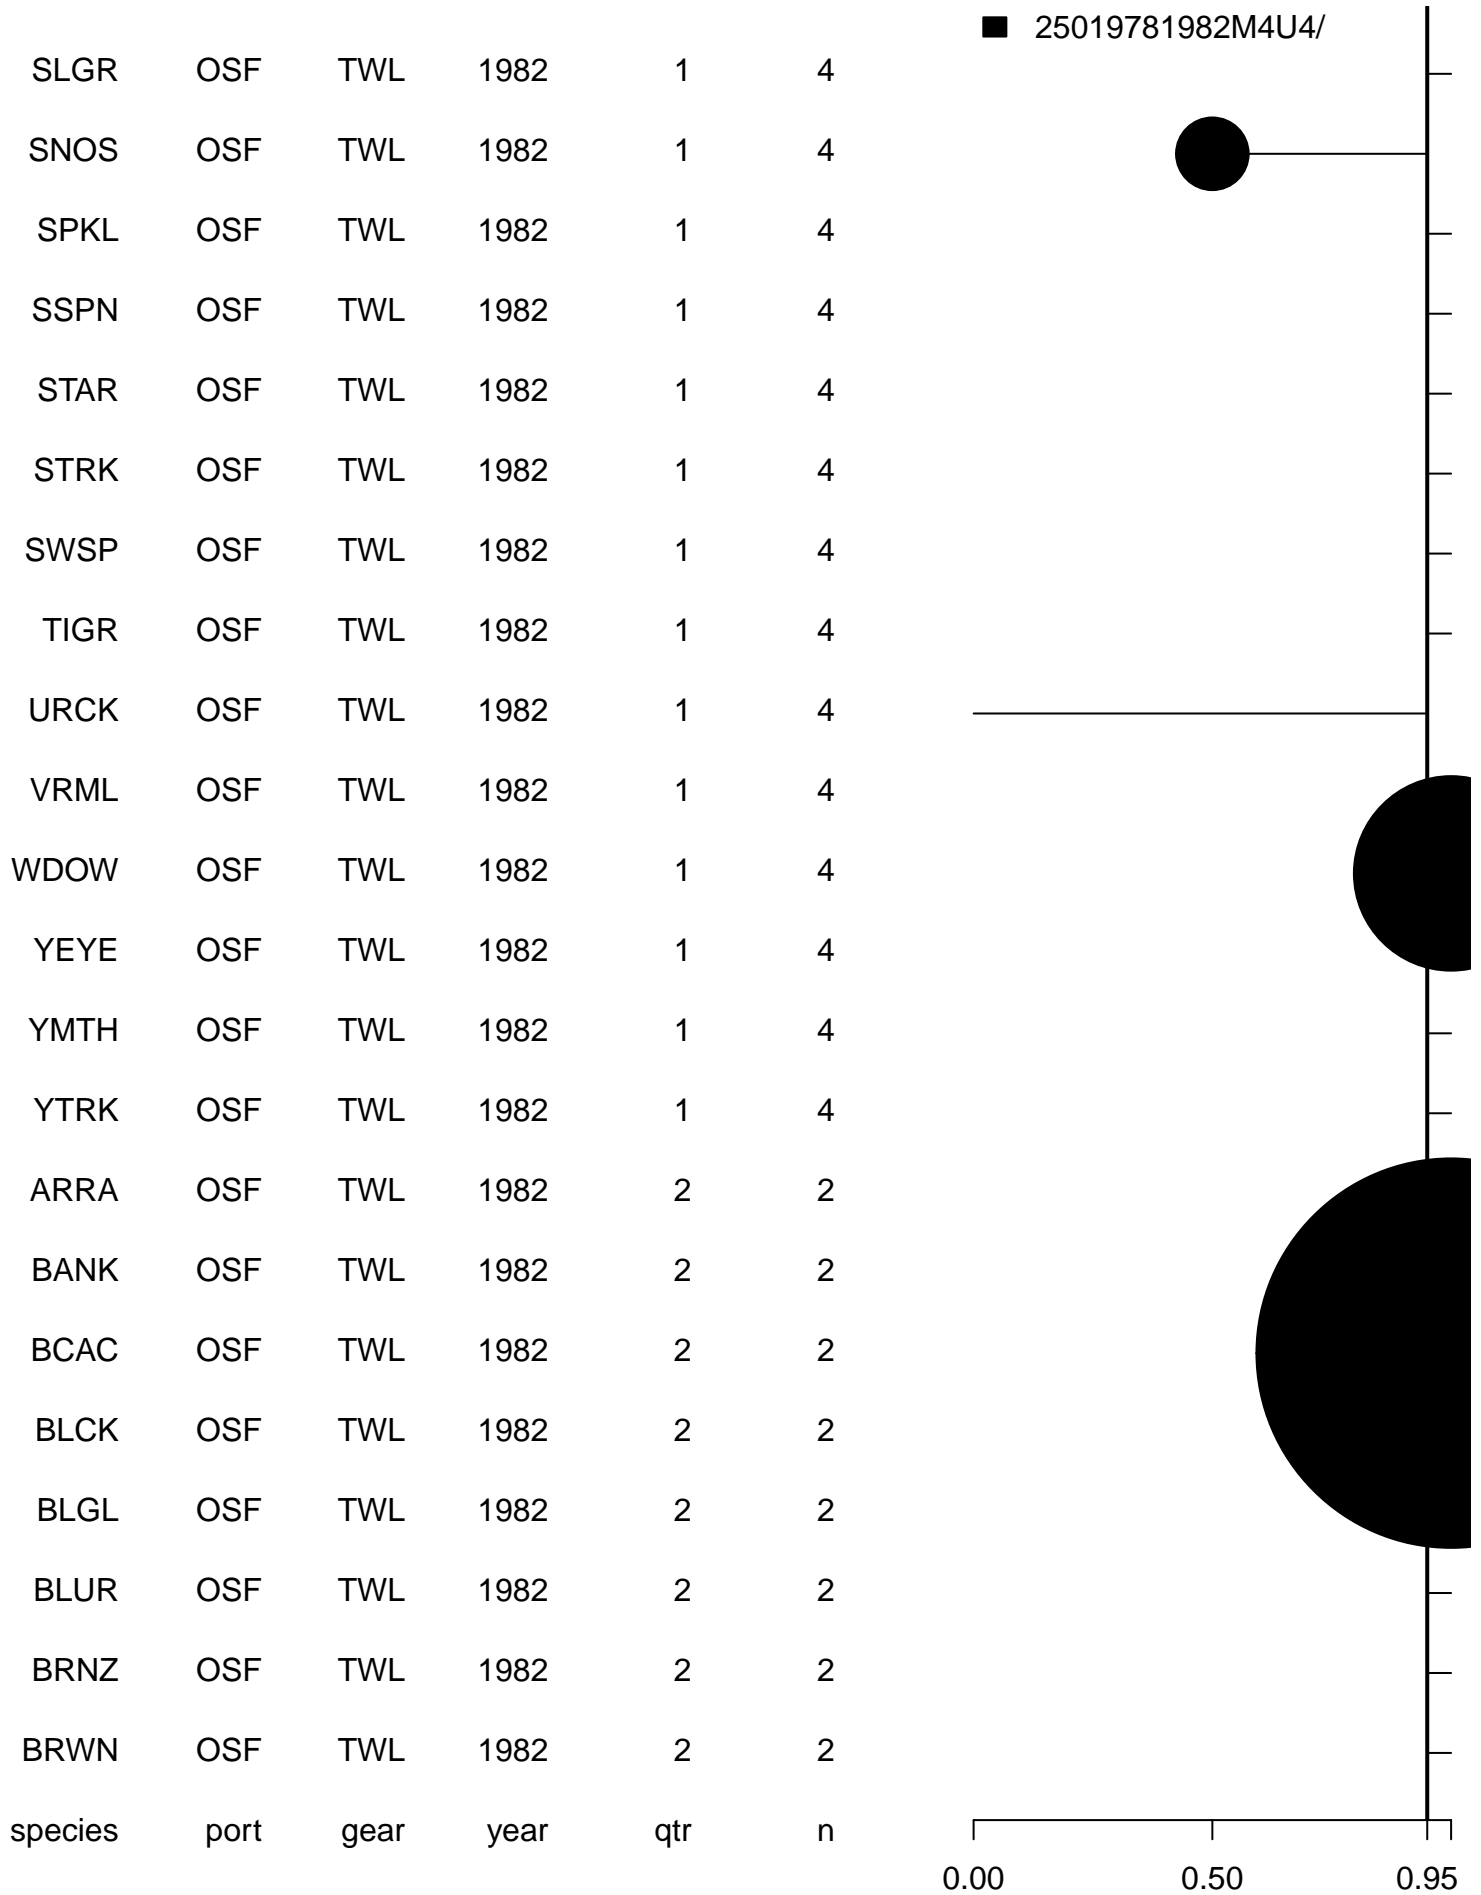 25019781982M4U4/
SLGR OSF TWL 1982 1 4
SNOS OSF TWL 1982 1 4
SPKL OSF TWL 1982 1 4
SSPN OSF TWL 1982 1 4
STAR OSF TWL 1982 1 4
STRK OSF TWL 1982 1 4
SWSP OSF TWL 1982 1 4
TIGR OSF TWL 1982 1 4
URCK OSF TWL 1982 1 4
VRML OSF TWL 1982 1 4
WDOW OSF TWL 1982 1 4
YEYE OSF TWL 1982 1 4
YMTH OSF TWL 1982 1 4
YTRK OSF TWL 1982 1 4
ARRA OSF TWL 1982 2 2
BANK OSF TWL 1982 2 2
BCAC OSF TWL 1982 2 2
BLCK OSF TWL 1982 2 2
BLGL OSF TWL 1982 2 2
BLUR OSF TWL 1982 2 2
BRNZ OSF TWL 1982 2 2
BRWN OSF TWL 1982 2 2
species port gear year qtr n
0.00 0.50 0.95